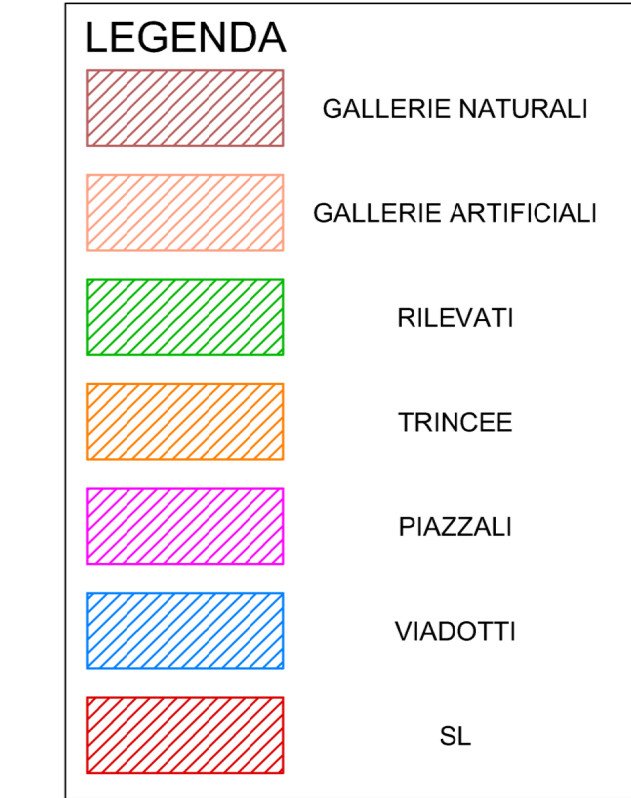 LEGENDA
GALLERIE NATURALI
GALLERIE ARTIFICIALI
RILEVATI
TRINCEE
PIAZZALI
VIADOTTI
SL